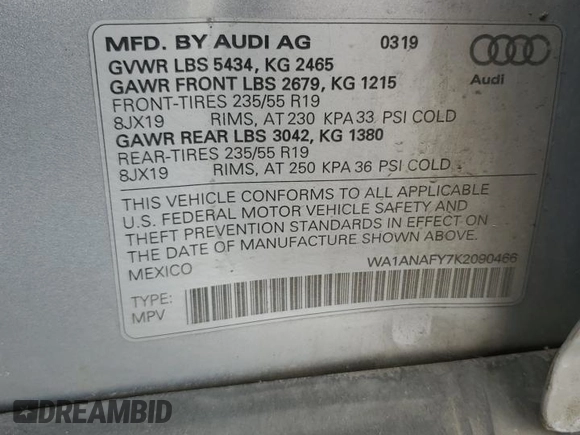 MFD. BY AUDI AG 0319
GVWR LBS 5434, KG 2465
GAWR FRONT LBS 2679, KG 1215
FRONT-TIRES 235/55 R19
8JX19 RIMS, AT 230 KPA 33 PSI COLD
GAWR REAR LBS 3042, KG 1380
REAR-TIRES 235/55 R19
8JX19 RIMS, AT 250 KPA 36 PSI COLD
Audi
THIS VEHICLE CONFORMS TO ALL APPLICABLE
U.S. FEDERAL MOTOR VEHICLE SAFETY AND
THEFT PREVENTION STANDARDS IN EFFECT ON
THE DATE OF MANUFACTURE SHOWN ABOVE.
MEXICO WA1ANAFY7K2090466
TYPE:
MPV
DREAMBID